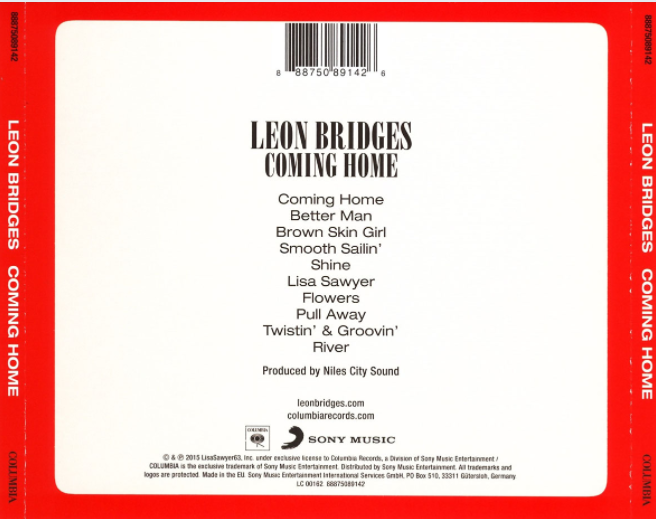 88875089142
LEON BRIDGES COMING HOME
COLUMBIA
8 88750 89142 6
LEON BRIDGES
COMING HOME
Coming Home
Better Man
Brown Skin Girl
Smooth Sailin'
Shine
Lisa Sawyer
Flowers
Pull Away
Twistin' & Groovin'
River
Produced by Niles City Sound
leonbridges.com
columbiarecords.com
COLUMBIA
SONY MUSIC
© & ℗ 2015 LisaSawyer63, Inc. under exclusive license to Columbia Records, a Division of Sony Music Entertainment /
COLUMBIA is the exclusive trademark of Sony Music Entertainment. Distributed by Sony Music Entertainment. All trademarks and
logos are protected. Made in the EU. Sony Music Entertainment International Services GmbH, PO Box 510, 33311 Gütersloh, Germany
LC 00162 88875089142
88875089142
LEON BRIDGES COMING HOME
COLUMBIA